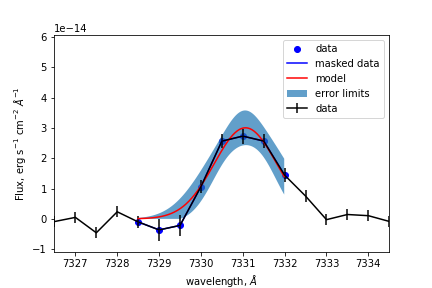 1e−14
6
5
4
3
2
1
0
−1
Flux, erg s⁻¹ cm⁻² Å⁻¹
data
masked data
model
error limits
data
7327 7328 7329 7330 7331 7332 7333 7334
wavelength, Å